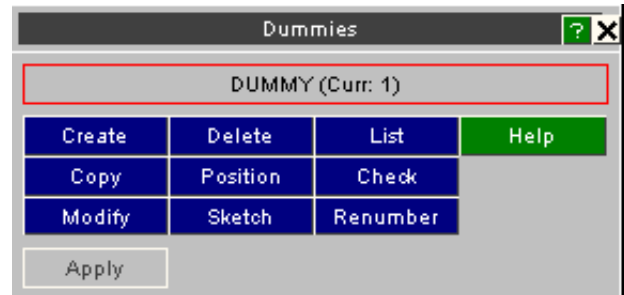 Dummies ? X
DUMMY (Curr: 1)
Create Delete List Help
Copy Position Check
Modify Sketch Renumber
Apply